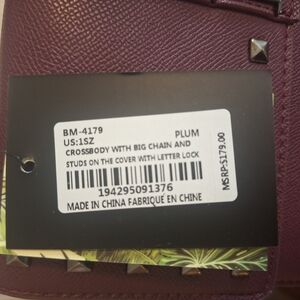 BM-4179
US:1SZ PLUM
CROSSBODY WITH BIG CHAIN AND
STUDS ON THE COVER WITH LETTER LOCK
194295091376
MADE IN CHINA FABRIQUÉ EN CHINE
MSRP:$179.00